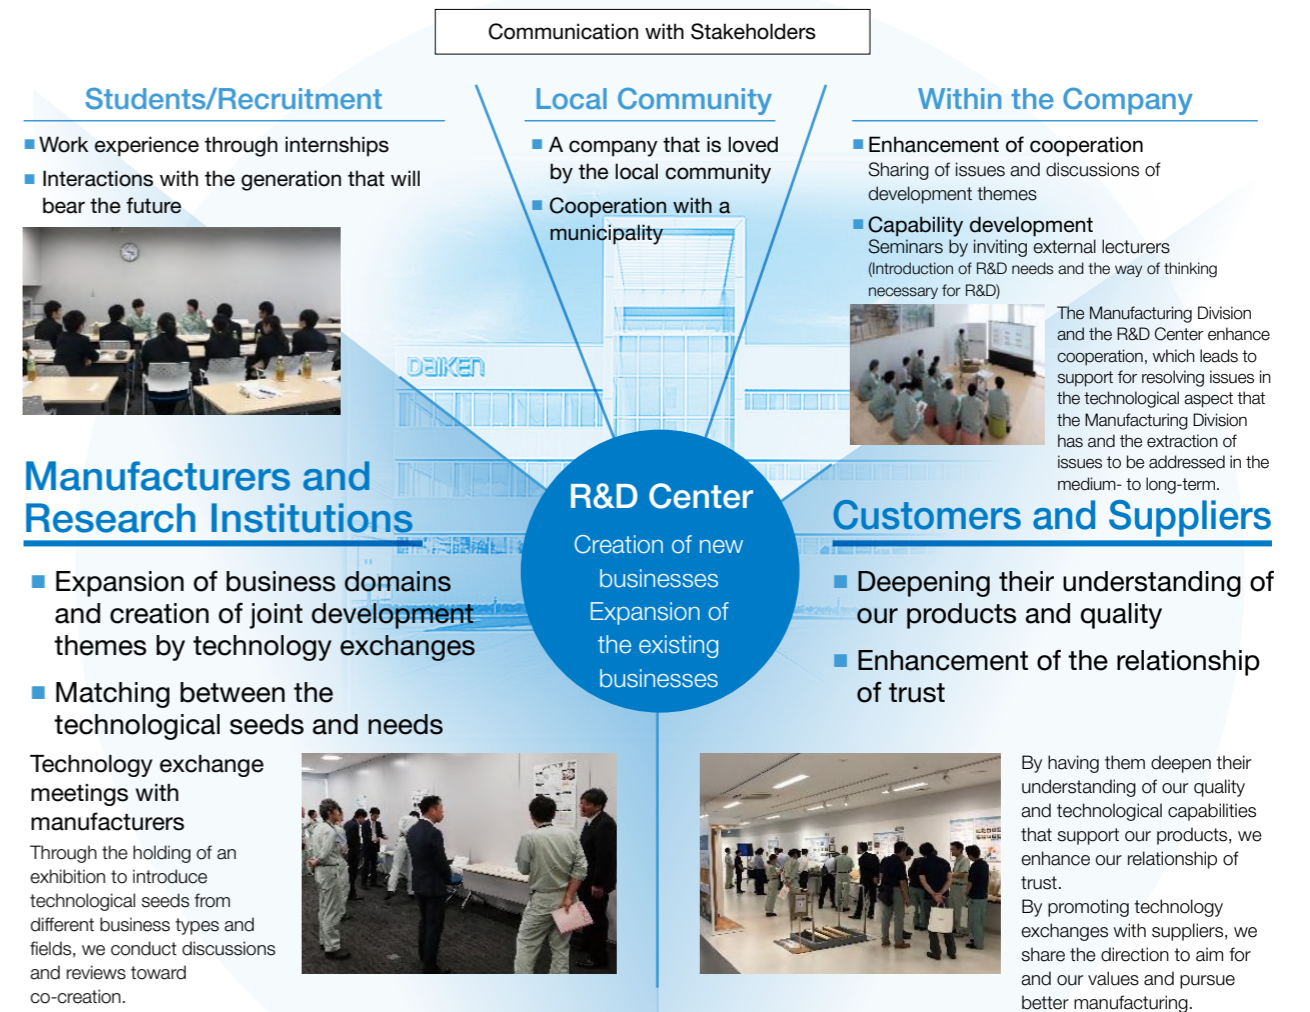 Communication with Stakeholders
Students/Recruitment
Work experience through internships
Interactions with the generation that will
bear the future
Local Community
A company that is loved
by the local community
Cooperation with a
municipality
Within the Company
Enhancement of cooperation
Sharing of issues and discussions of
development themes
Capability development
Seminars by inviting external lecturers
(Introduction of R&D needs and the way of thinking
necessary for R&D)
The Manufacturing Division
and the R&D Center enhance
cooperation, which leads to
support for resolving issues in
the technological aspect that
the Manufacturing Division
has and the extraction of
issues to be addressed in the
medium- to long-term.
DAIKEN
Manufacturers and
Research Institutions
Expansion of business domains
and creation of joint development
themes by technology exchanges
Matching between the
technological seeds and needs
Technology exchange
meetings with
manufacturers
Through the holding of an
exhibition to introduce
technological seeds from
different business types and
fields, we conduct discussions
and reviews toward
co-creation.
R&D Center
Creation of new
businesses
Expansion of
the existing
businesses
Customers and Suppliers
Deepening their understanding of
our products and quality
Enhancement of the relationship
of trust
By having them deepen their
understanding of our quality
and technological capabilities
that support our products, we
enhance our relationship of
trust.
By promoting technology
exchanges with suppliers, we
share the direction to aim for
and our values and pursue
better manufacturing.